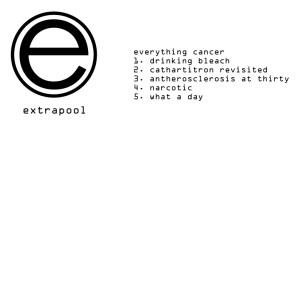 e
extrapool
everything cancer
1. drinking bleach
2. cathartitron revisited
3. antherosclerosis at thirty
4. narcotic
5. what a day